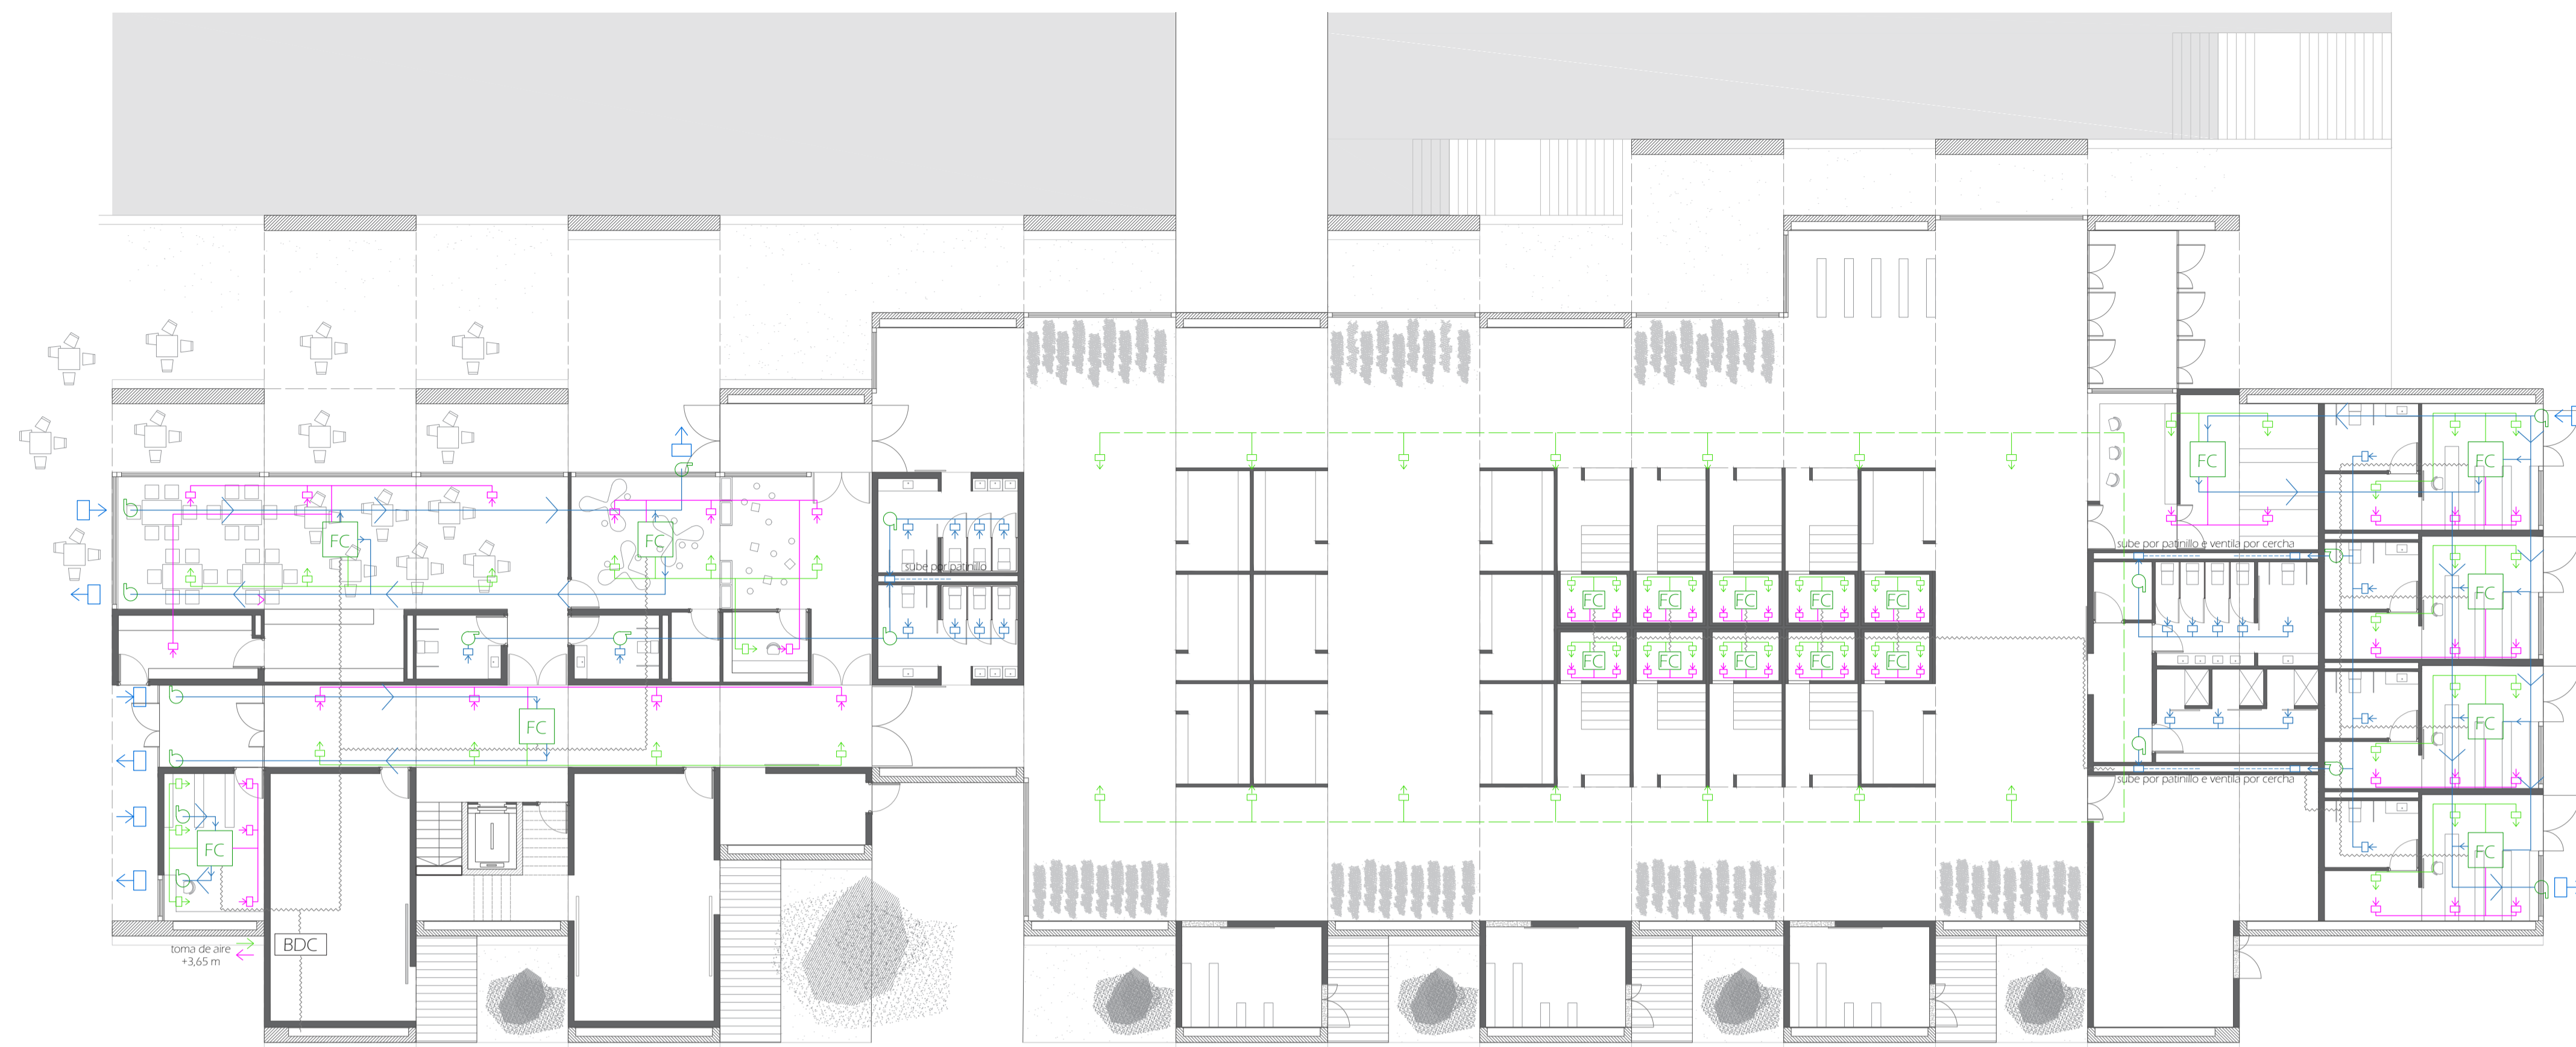 FC
FC
FC
FC
sube por patinillo e ventila por cercha
sube por patinillo
FC
FC FC FC FC FC
FC FC FC FC FC
FC
FC
sube por patinillo e ventila por cercha
FC
FC
BDC
toma de aire
+3,65 m